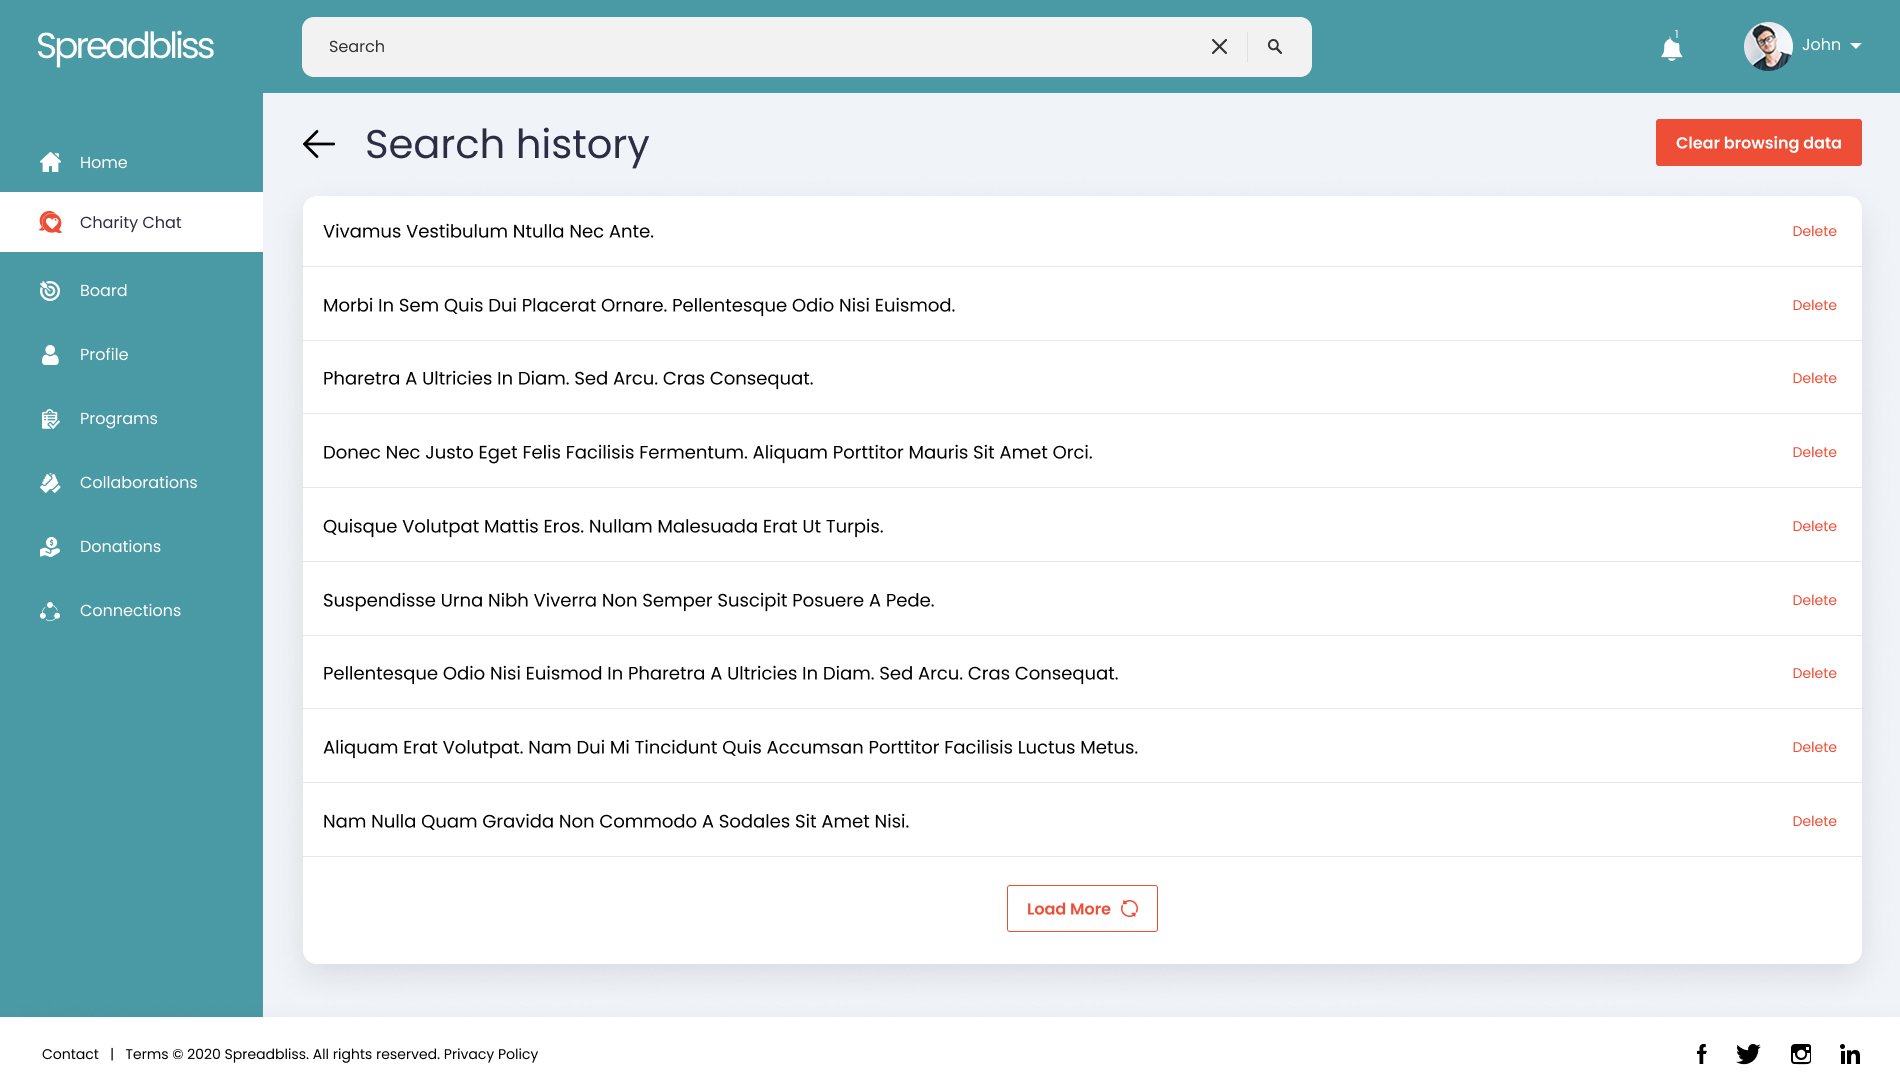 Spreadbliss
Search
1
John
Home
Charity Chat
Board
Profile
Programs
Collaborations
Donations
Connections
Search history
Clear browsing data
Vivamus Vestibulum Ntulla Nec Ante.
Delete
Morbi In Sem Quis Dui Placerat Ornare. Pellentesque Odio Nisi Euismod.
Delete
Pharetra A Ultricies In Diam. Sed Arcu. Cras Consequat.
Delete
Donec Nec Justo Eget Felis Facilisis Fermentum. Aliquam Porttitor Mauris Sit Amet Orci.
Delete
Quisque Volutpat Mattis Eros. Nullam Malesuada Erat Ut Turpis.
Delete
Suspendisse Urna Nibh Viverra Non Semper Suscipit Posuere A Pede.
Delete
Pellentesque Odio Nisi Euismod In Pharetra A Ultricies In Diam. Sed Arcu. Cras Consequat.
Delete
Aliquam Erat Volutpat. Nam Dui Mi Tincidunt Quis Accumsan Porttitor Facilisis Luctus Metus.
Delete
Nam Nulla Quam Gravida Non Commodo A Sodales Sit Amet Nisi.
Delete
Load More
Contact | Terms © 2020 Spreadbliss. All rights reserved. Privacy Policy